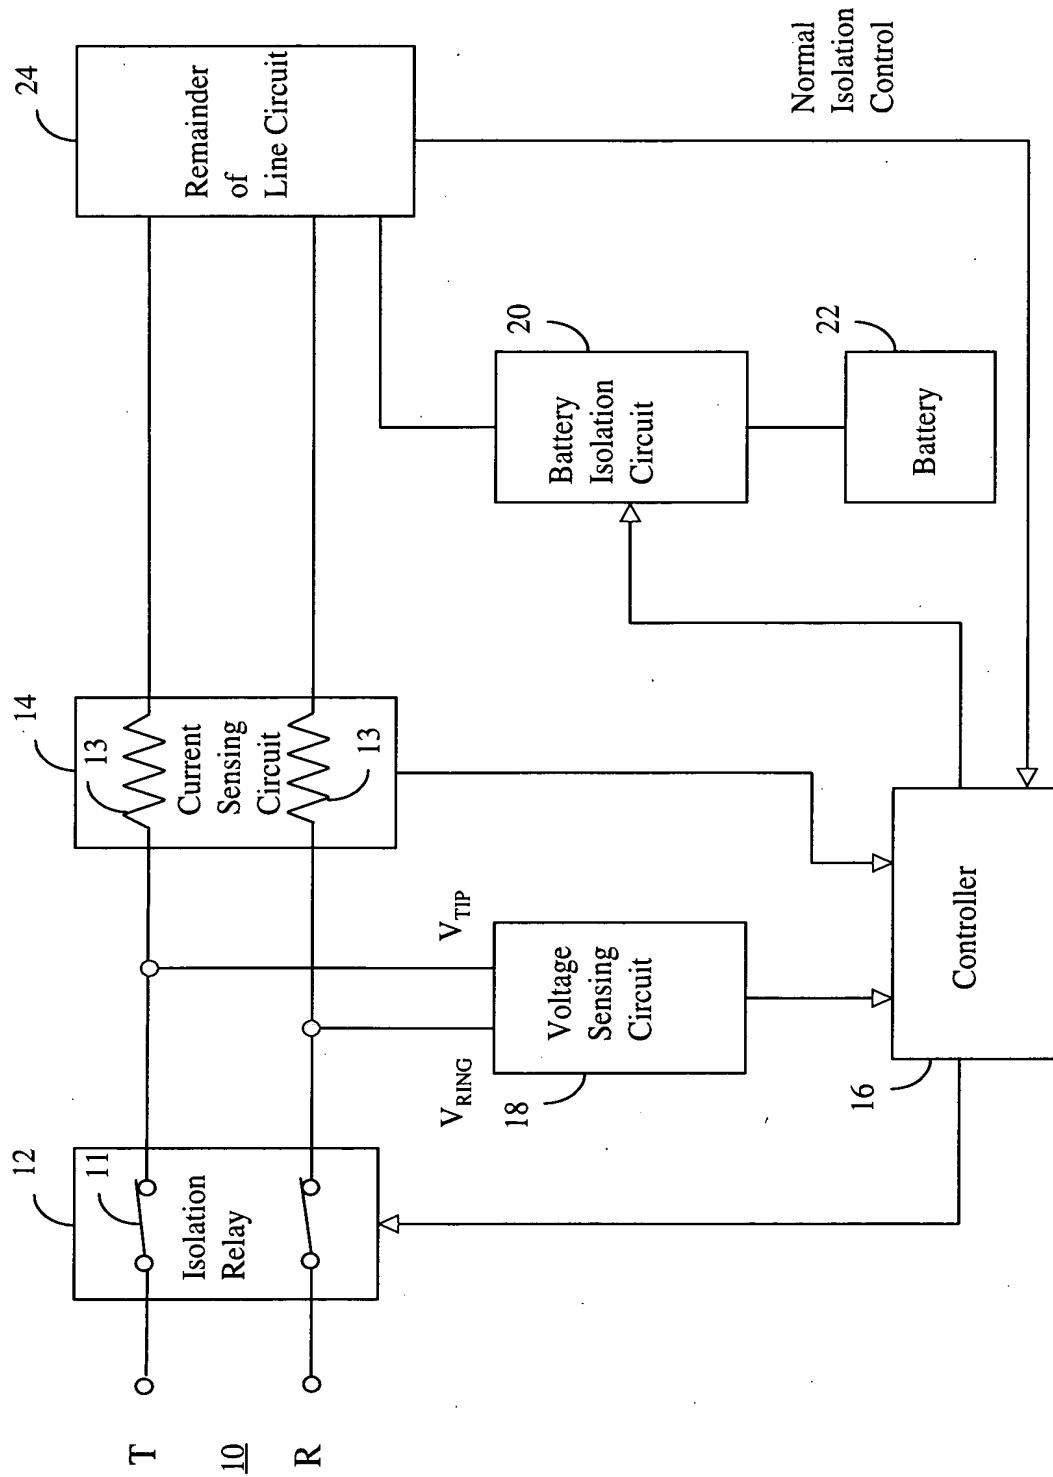 T
10
R
12
11
Isolation
Relay
V_RING
V_TIP
18
Voltage
Sensing
Circuit
14
13
Current
Sensing
Circuit
13
16
Controller
20
Battery
Isolation
Circuit
22
Battery
24
Remainder
of
Line Circuit
Normal
Isolation
Control